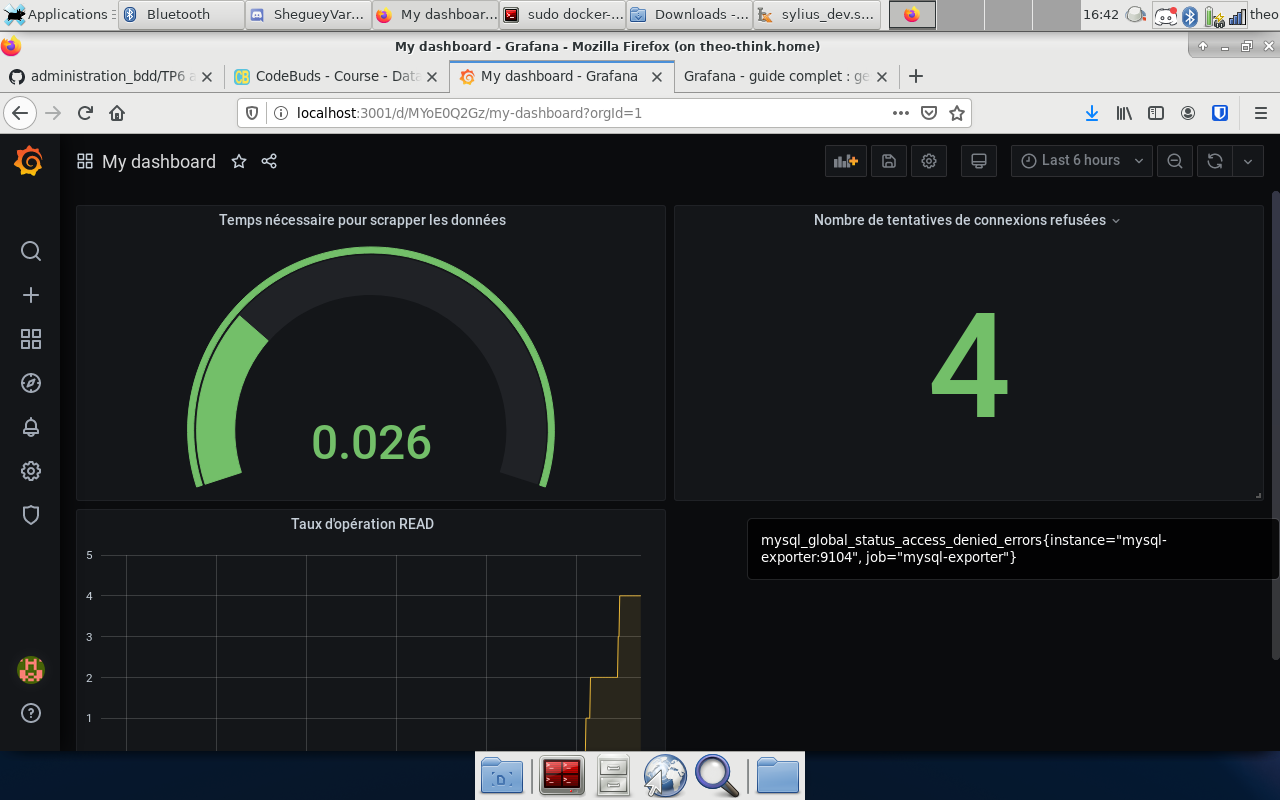 Applications
Bluetooth
ShegueyVar...
My dashboar...
sudo docker-...
Downloads -...
sylius_dev.s...
16:42
theo
My dashboard - Grafana - Mozilla Firefox (on theo-think.home)
administration_bdd/TP6 a
CB
CodeBuds - Course - Data
My dashboard - Grafana
Grafana - guide complet : ge
localhost:3001/d/MYoE0Q2Gz/my-dashboard?orgId=1
My dashboard
Last 6 hours
Temps nécessaire pour scrapper les données
0.026
Nombre de tentatives de connexions refusées
4
Taux d'opération READ
5
4
3
2
1
mysql_global_status_access_denied_errors{instance="mysql-
exporter:9104", job="mysql-exporter"}